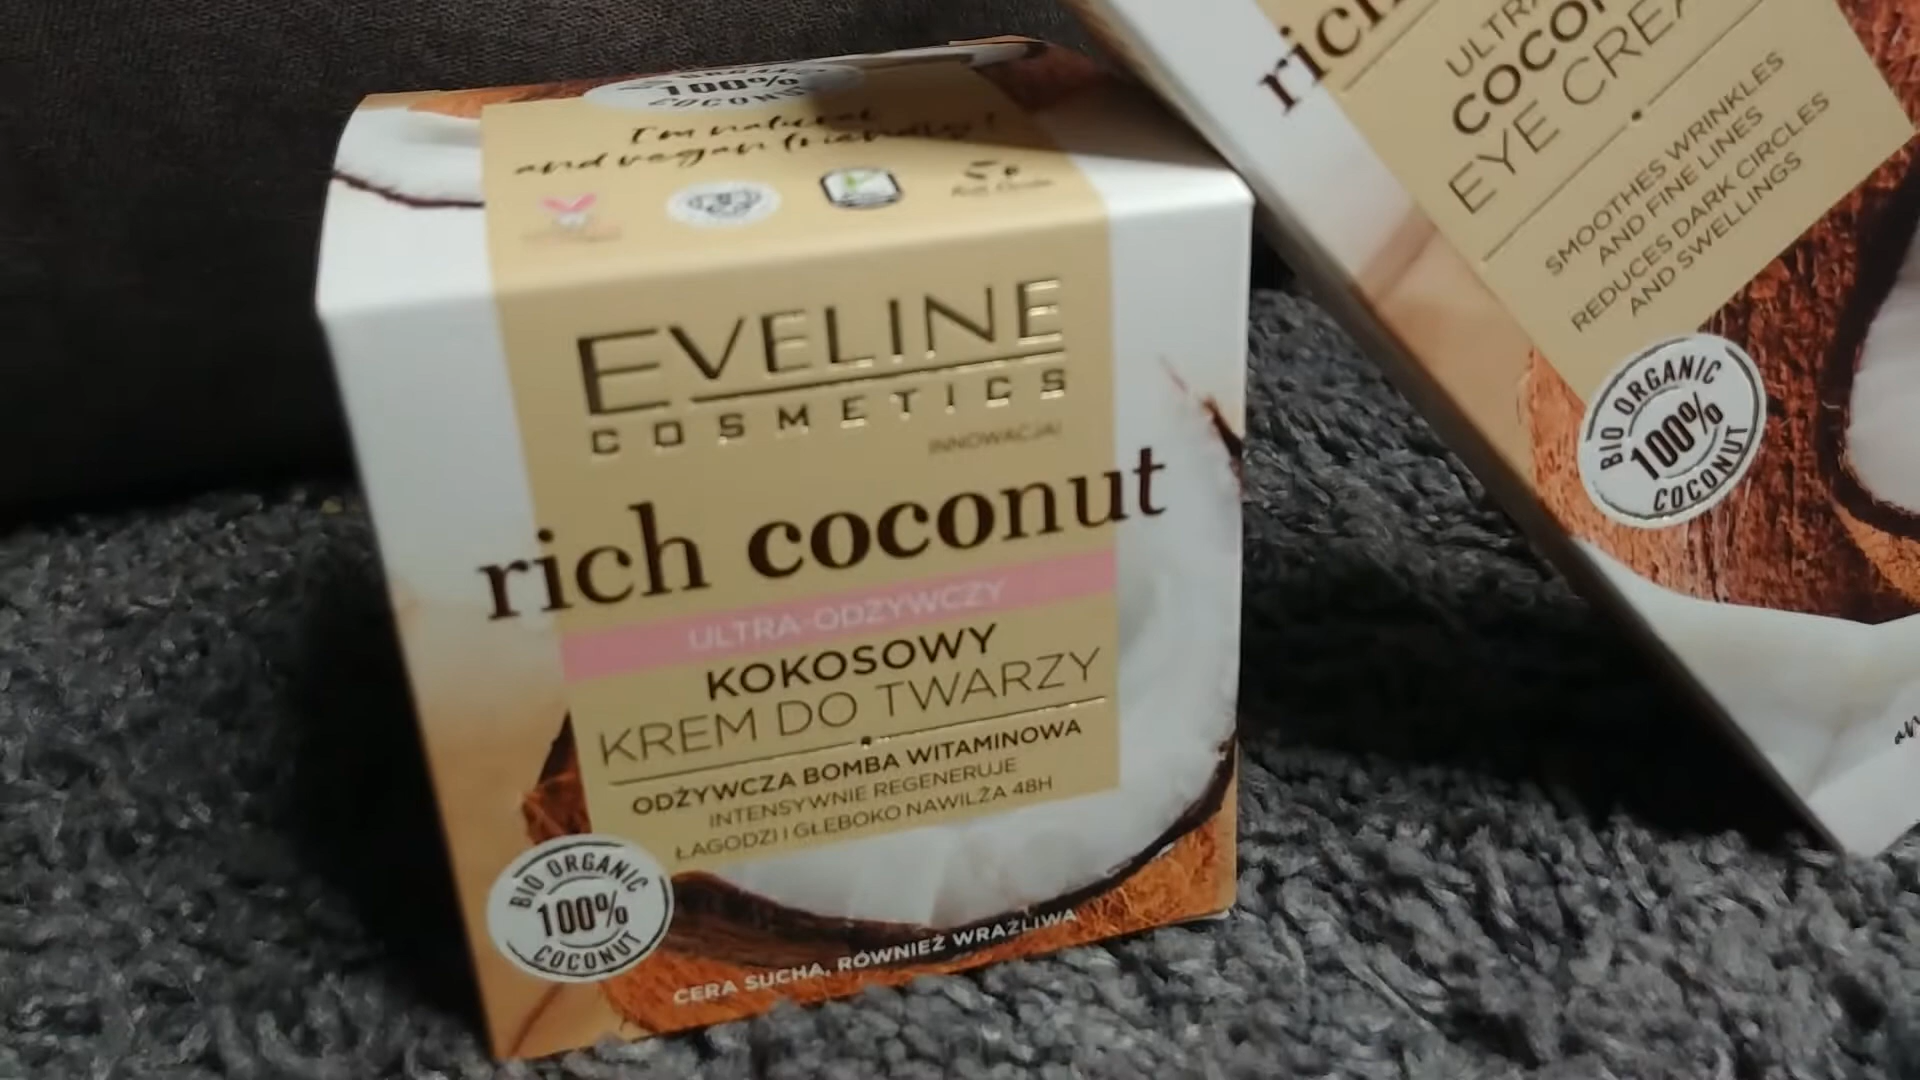 100%
COCONUT
I'm natural
and vegan friendly!
EVELINE
COSMETICS
INNOWACJA!
rich coconut
ULTRA-ODŻYWCZY
KOKOSOWY
KREM DO TWARZY
ODŻYWCZA BOMBA WITAMINOWA
INTENSYWNIE REGENERUJE
ŁAGODZI I GŁĘBOKO NAWILŻA 48H
BIO ORGANIC
100%
COCONUT
CERA SUCHA, RÓWNIEŻ WRAŻLIWA
rich
EYE CREAM
SMOOTHES WRINKLES
AND FINE LINES
REDUCES DARK CIRCLES
AND SWELLINGS
BIO ORGANIC
100%
COCONUT